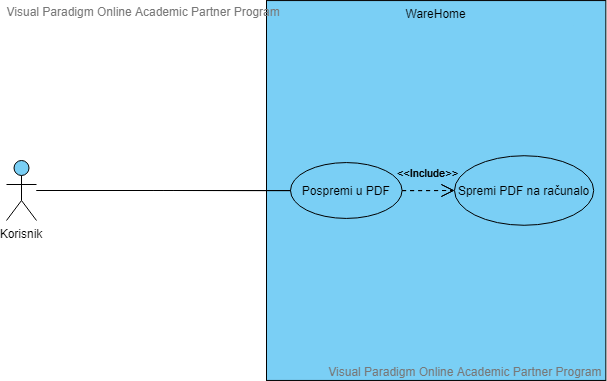 Visual Paradigm Online Academic Partner Program
WareHome
<<Include>>
Pospremi u PDF
Spremi PDF na računalo
Korisnik
Visual Paradigm Online Academic Partner Program